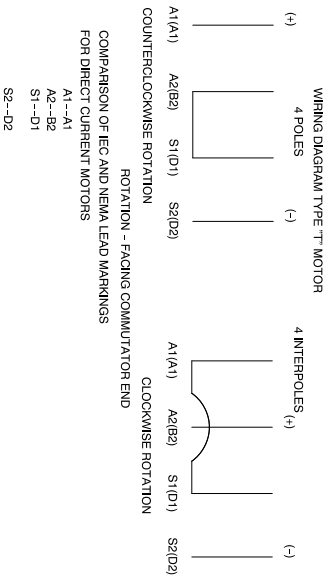 WIRING DIAGRAM TYPE "T" MOTOR
4 POLES
4 INTERPOLES
(+)
(-)
(+)
(-)
A1(A1)
A2(B2)
S1(D1)
S2(D2)
A1(A1)
A2(B2)
S1(D1)
S2(D2)
COUNTERCLOCKWISE ROTATION
CLOCKWISE ROTATION
ROTATION - FACING COMMUTATOR END
COMPARISON OF IEC AND NEMA LEAD MARKINGS
FOR DIRECT CURRENT MOTORS
A1--A1
A2--B2
S1--D1
S2--D2